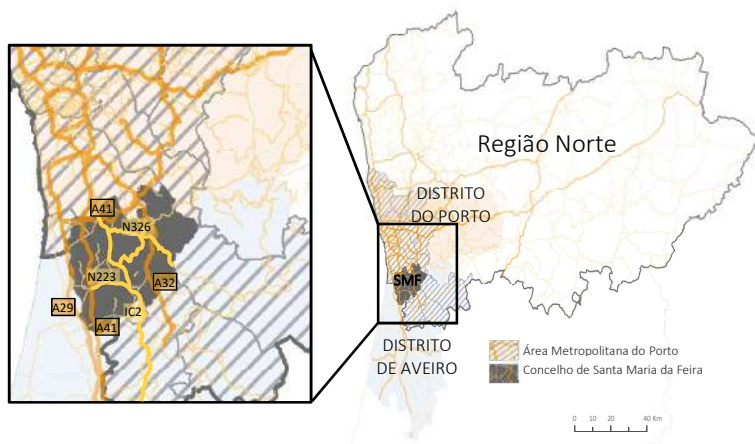 A41
N326
N223
A32
A29
IC2
A41
Região Norte
DISTRITO
DO PORTO
SMF
DISTRITO
DE AVEIRO
Área Metropolitana do Porto
Concelho de Santa Maria da Feira
0 10 20 40 Km